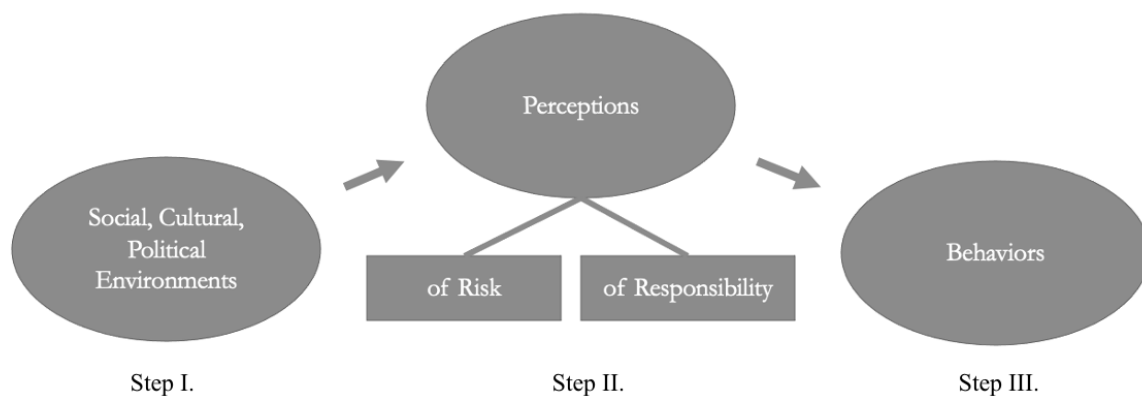 Perceptions
Social, Cultural,
Political
Environments
of Risk
of Responsibility
Behaviors
Step I.
Step II.
Step III.